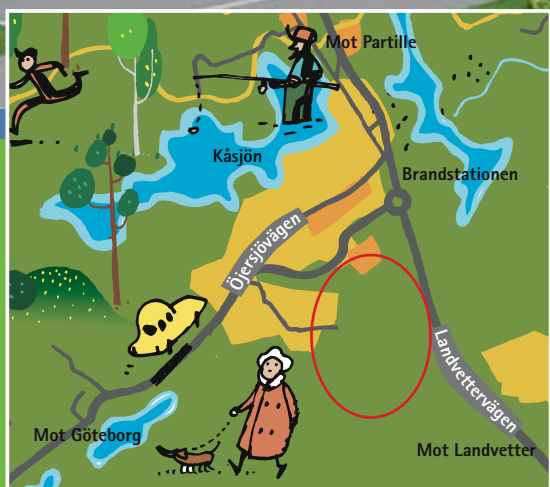 Mot Partille
Kåsjön
Brandstationen
Öjersjövägen
Landvettervägen
Mot Göteborg
Mot Landvetter